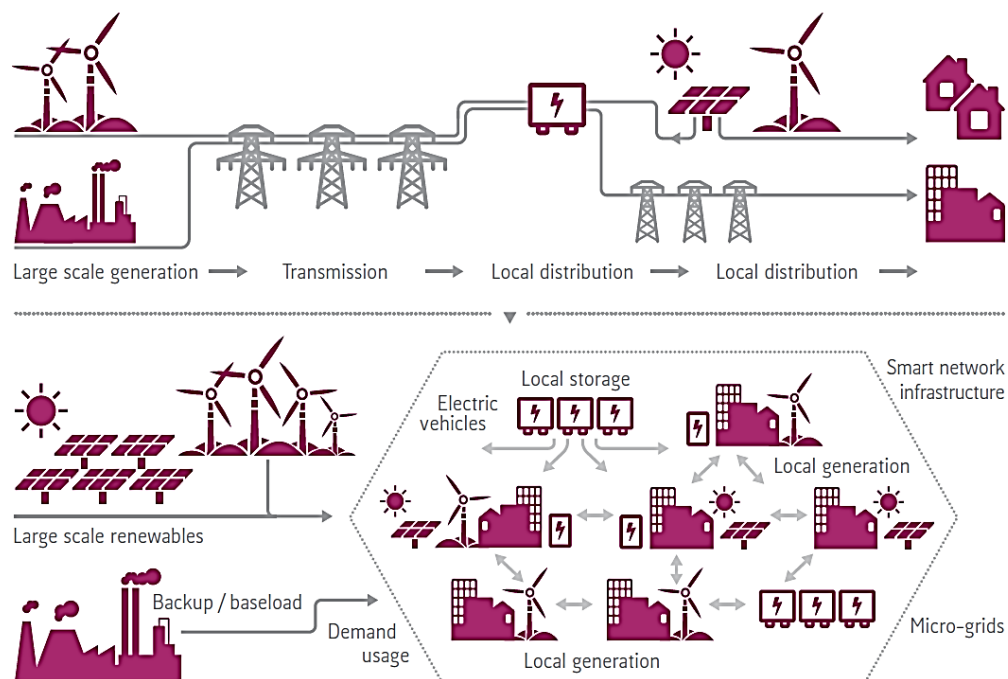 Large scale generation
Transmission
Local distribution
Local distribution
Smart network
infrastructure
Local storage
Electric
vehicles
Local generation
Large scale renewables
Backup / baseload
Demand
usage
Micro-grids
Local generation